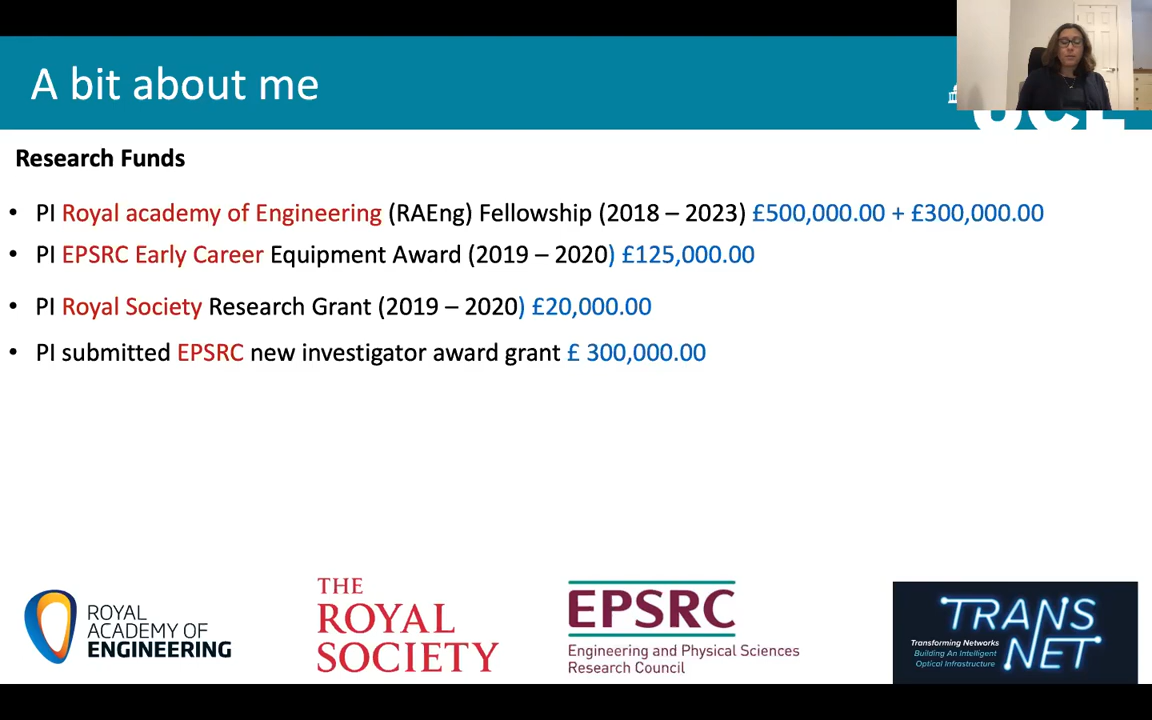 A bit about me
UCL
Research Funds
• PI Royal academy of Engineering (RAEng) Fellowship (2018 – 2023) £500,000.00 + £300,000.00
• PI EPSRC Early Career Equipment Award (2019 – 2020) £125,000.00
• PI Royal Society Research Grant (2019 – 2020) £20,000.00
• PI submitted EPSRC new investigator award grant £ 300,000.00
ROYAL
ACADEMY OF
ENGINEERING
THE
ROYAL
SOCIETY
EPSRC
Engineering and Physical Sciences
Research Council
TRANS
NET
Transforming Networks
Building An Intelligent
Optical Infrastructure